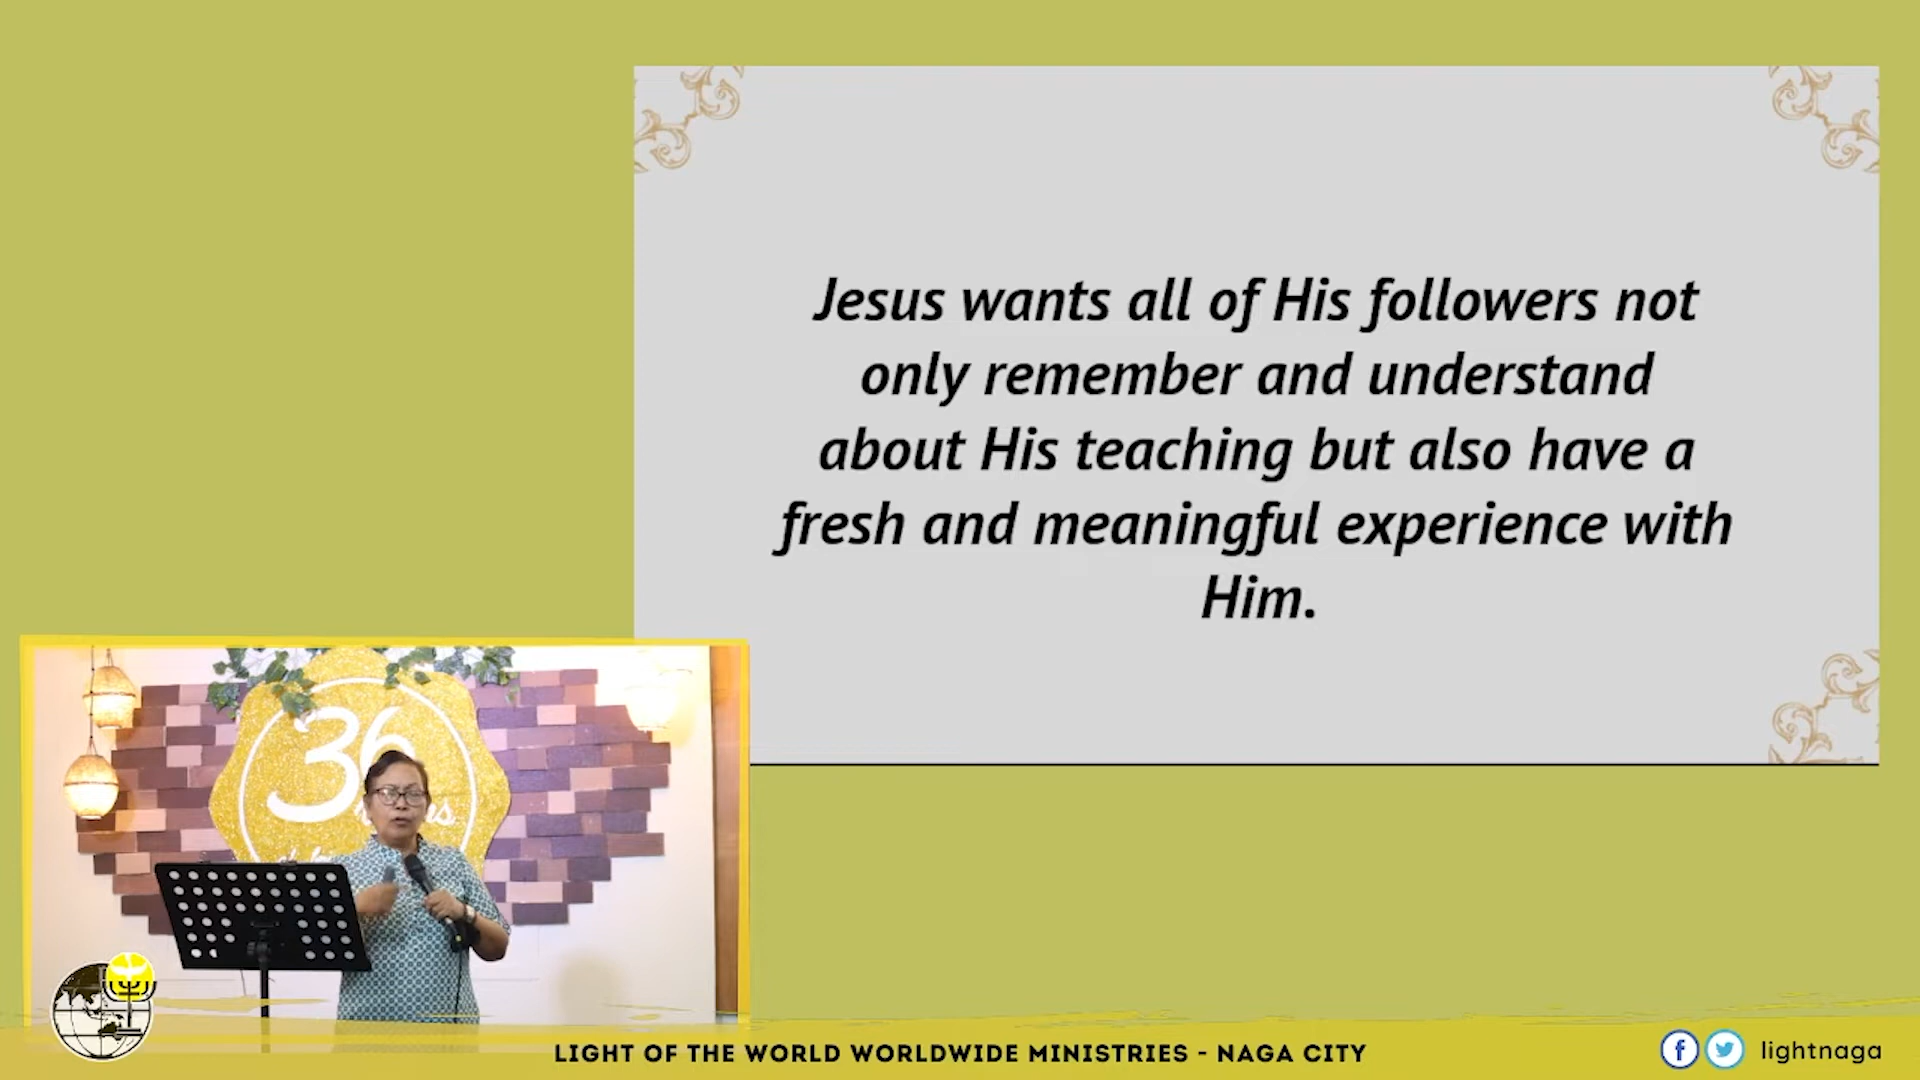 Jesus wants all of His followers not
only remember and understand
about His teaching but also have a
fresh and meaningful experience with
Him.
36
LIGHT OF THE WORLD WORLDWIDE MINISTRIES - NAGA CITY
lightnaga